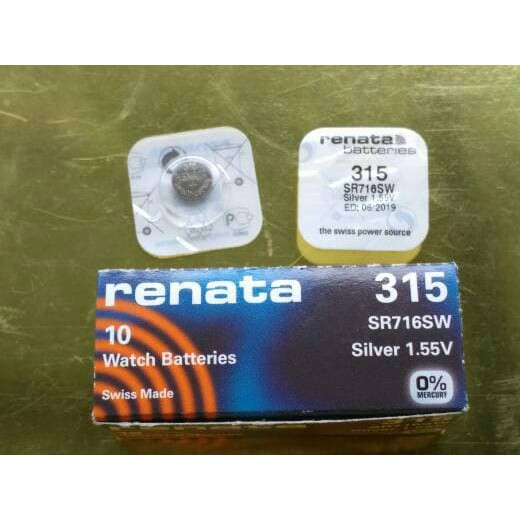 renata
batteries
315
SR716SW
Silver 1.55V
ED: 06/2019
the swiss power source
renata 315
10 SR716SW
Watch Batteries Silver 1.55V
Swiss Made
0%
MERCURY